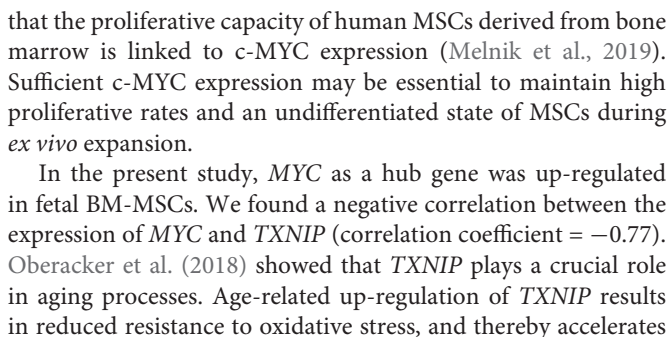 that the proliferative capacity of human MSCs derived from bone
marrow is linked to c-MYC expression (Melnik et al., 2019).
Sufficient c-MYC expression may be essential to maintain high
proliferative rates and an undifferentiated state of MSCs during
ex vivo expansion.
In the present study, MYC as a hub gene was up-regulated
in fetal BM-MSCs. We found a negative correlation between the
expression of MYC and TXNIP (correlation coefficient = −0.77).
Oberacker et al. (2018) showed that TXNIP plays a crucial role
in aging processes. Age-related up-regulation of TXNIP results
in reduced resistance to oxidative stress, and thereby accelerates